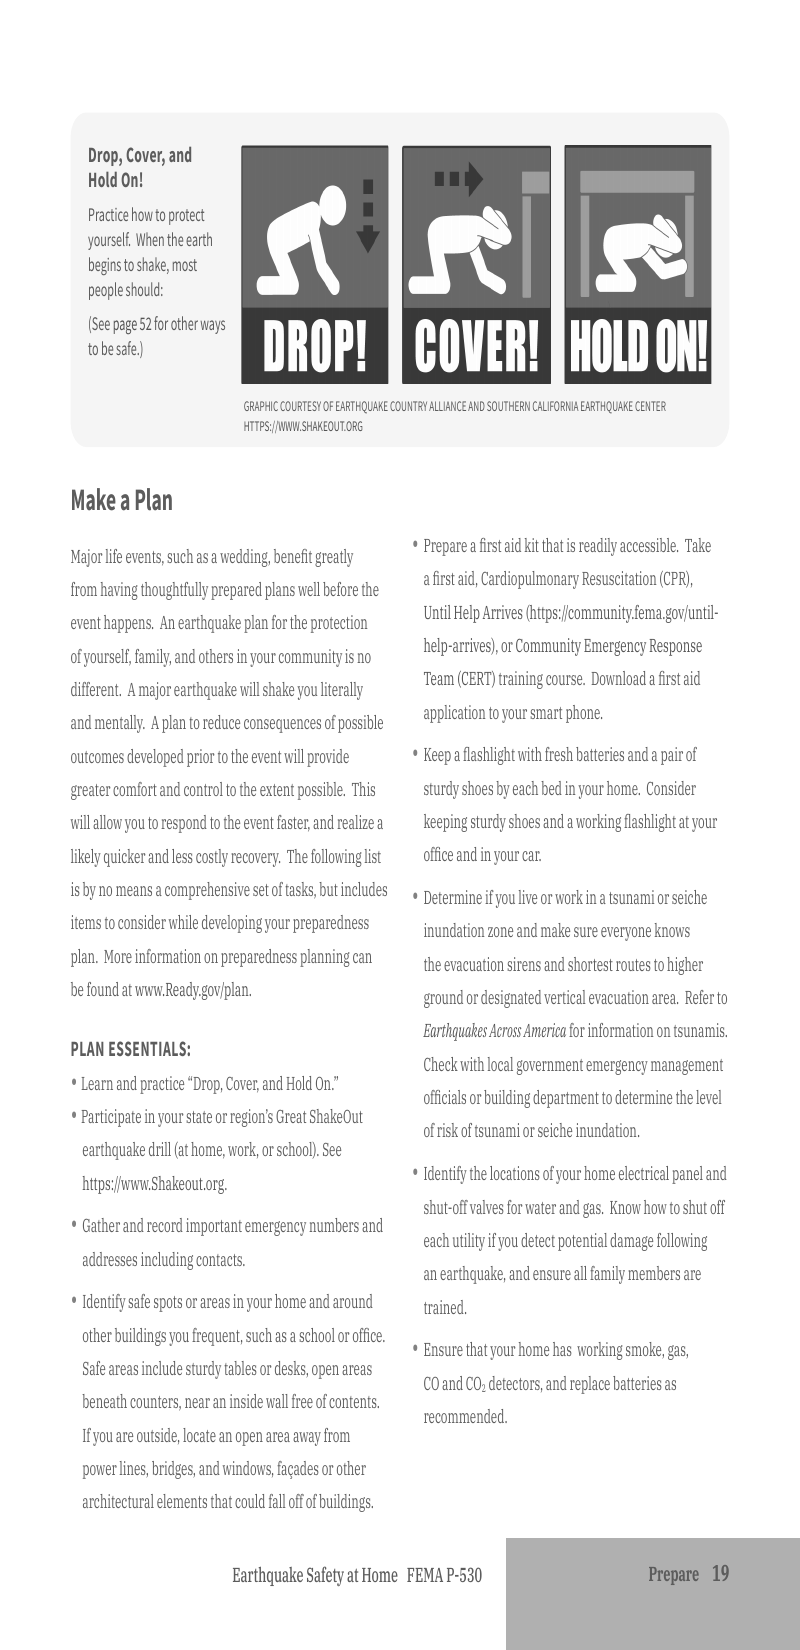 Drop, Cover, and
Hold On!
Practice how to protect
yourself.  When the earth
begins to shake, most
people should:
(See page 52 for other ways
to be safe.)
DROP!
COVER!
HOLD ON!
GRAPHIC COURTESY OF EARTHQUAKE COUNTRY ALLIANCE AND SOUTHERN CALIFORNIA EARTHQUAKE CENTER
HTTPS://WWW.SHAKEOUT.ORG
Make a Plan
Major life events, such as a wedding, benefit greatly
from having thoughtfully prepared plans well before the
event happens.  An earthquake plan for the protection
of yourself, family, and others in your community is no
different.  A major earthquake will shake you literally
and mentally.  A plan to reduce consequences of possible
outcomes developed prior to the event will provide
greater comfort and control to the extent possible.  This
will allow you to respond to the event faster, and realize a
likely quicker and less costly recovery.  The following list
is by no means a comprehensive set of tasks, but includes
items to consider while developing your preparedness
plan.  More information on preparedness planning can
be found at www.Ready.gov/plan.
PLAN ESSENTIALS:
• Learn and practice “Drop, Cover, and Hold On.”
• Participate in your state or region’s Great ShakeOut
earthquake drill (at home, work, or school). See
https://www.Shakeout.org.
• Gather and record important emergency numbers and
addresses including contacts.
• Identify safe spots or areas in your home and around
other buildings you frequent, such as a school or office.
Safe areas include sturdy tables or desks, open areas
beneath counters, near an inside wall free of contents.
If you are outside, locate an open area away from
power lines, bridges, and windows, façades or other
architectural elements that could fall off of buildings.
• Prepare a first aid kit that is readily accessible.  Take
a first aid, Cardiopulmonary Resuscitation (CPR),
Until Help Arrives (https://community.fema.gov/until-
help-arrives), or Community Emergency Response
Team (CERT) training course.  Download a first aid
application to your smart phone.
• Keep a flashlight with fresh batteries and a pair of
sturdy shoes by each bed in your home.  Consider
keeping sturdy shoes and a working flashlight at your
office and in your car.
• Determine if you live or work in a tsunami or seiche
inundation zone and make sure everyone knows
the evacuation sirens and shortest routes to higher
ground or designated vertical evacuation area.  Refer to
Earthquakes Across America for information on tsunamis.
Check with local government emergency management
officials or building department to determine the level
of risk of tsunami or seiche inundation.
• Identify the locations of your home electrical panel and
shut-off valves for water and gas.  Know how to shut off
each utility if you detect potential damage following
an earthquake, and ensure all family members are
trained.
• Ensure that your home has  working smoke, gas,
CO and CO₂ detectors, and replace batteries as
recommended.
Earthquake Safety at Home  FEMA P-530
Prepare  19